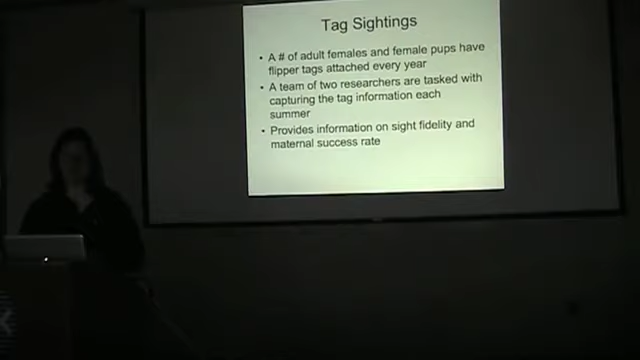 Tag Sightings
• A # of adult females and female pups have
flipper tags attached every year
• A team of two researchers are tasked with
capturing the tag information each
summer
• Provides information on sight fidelity and
maternal success rate